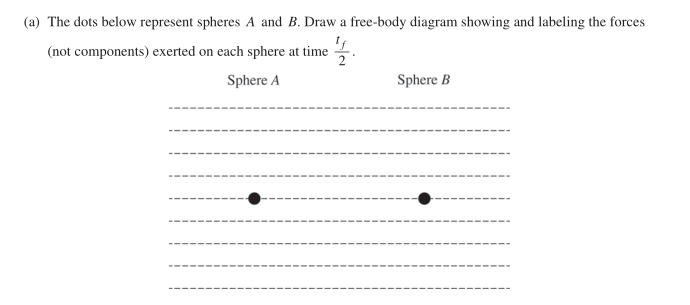 (a) The dots below represent spheres A and B. Draw a free-body diagram showing and labeling the forces
(not components) exerted on each sphere at time t_f/2.
Sphere A Sphere B